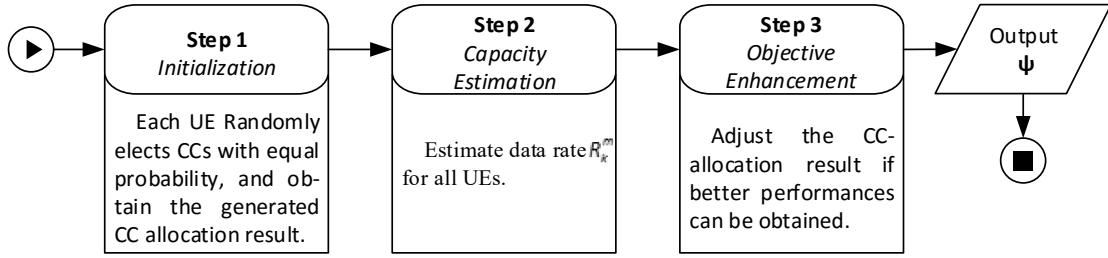 Step 1
Initialization
Each UE Randomly
elects CCs with equal
probability, and ob-
tain the generated
CC allocation result.
Step 2
Capacity
Estimation
Estimate data rate R_k^m
for all UEs.
Step 3
Objective
Enhancement
Adjust the CC-
allocation result if
better performances
can be obtained.
Output
ψ